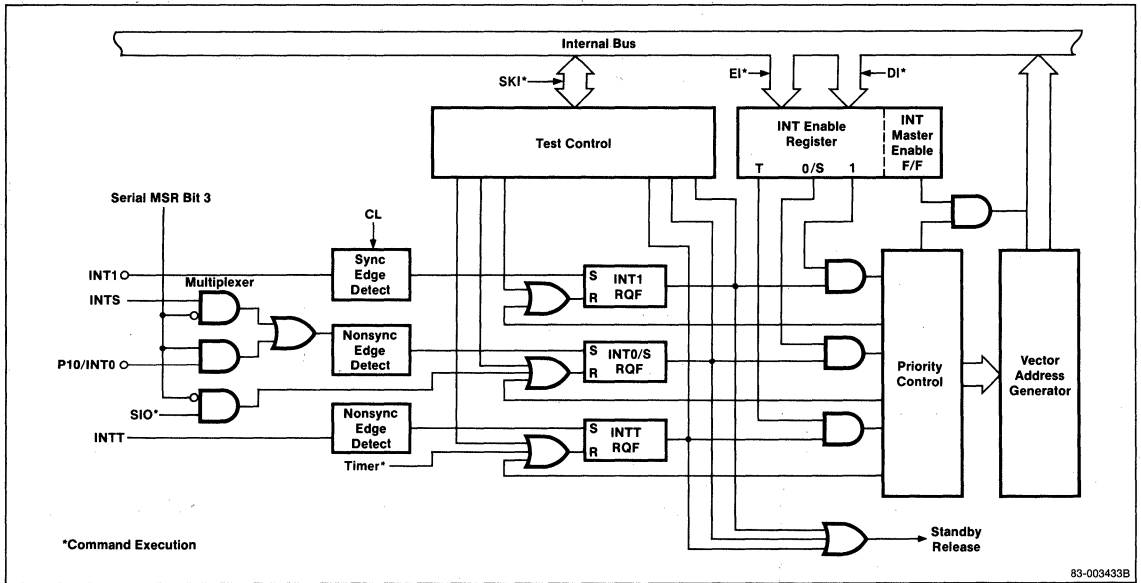 Internal Bus
SKI*
EI*
DI*
Test Control
INT Enable
Register
T 0/S 1
INT
Master
Enable
F/F
Serial MSR Bit 3
CL
INT1
Sync
Edge
Detect
S
R
INT1
RQF
Multiplexer
INTS
P10/INT0
Nonsync
Edge
Detect
S
R
INT0/S
RQF
SIO*
INTT
Nonsync
Edge
Detect
S
R
INTT
RQF
Timer*
Priority
Control
Vector
Address
Generator
Standby
Release
*Command Execution
83-003433B